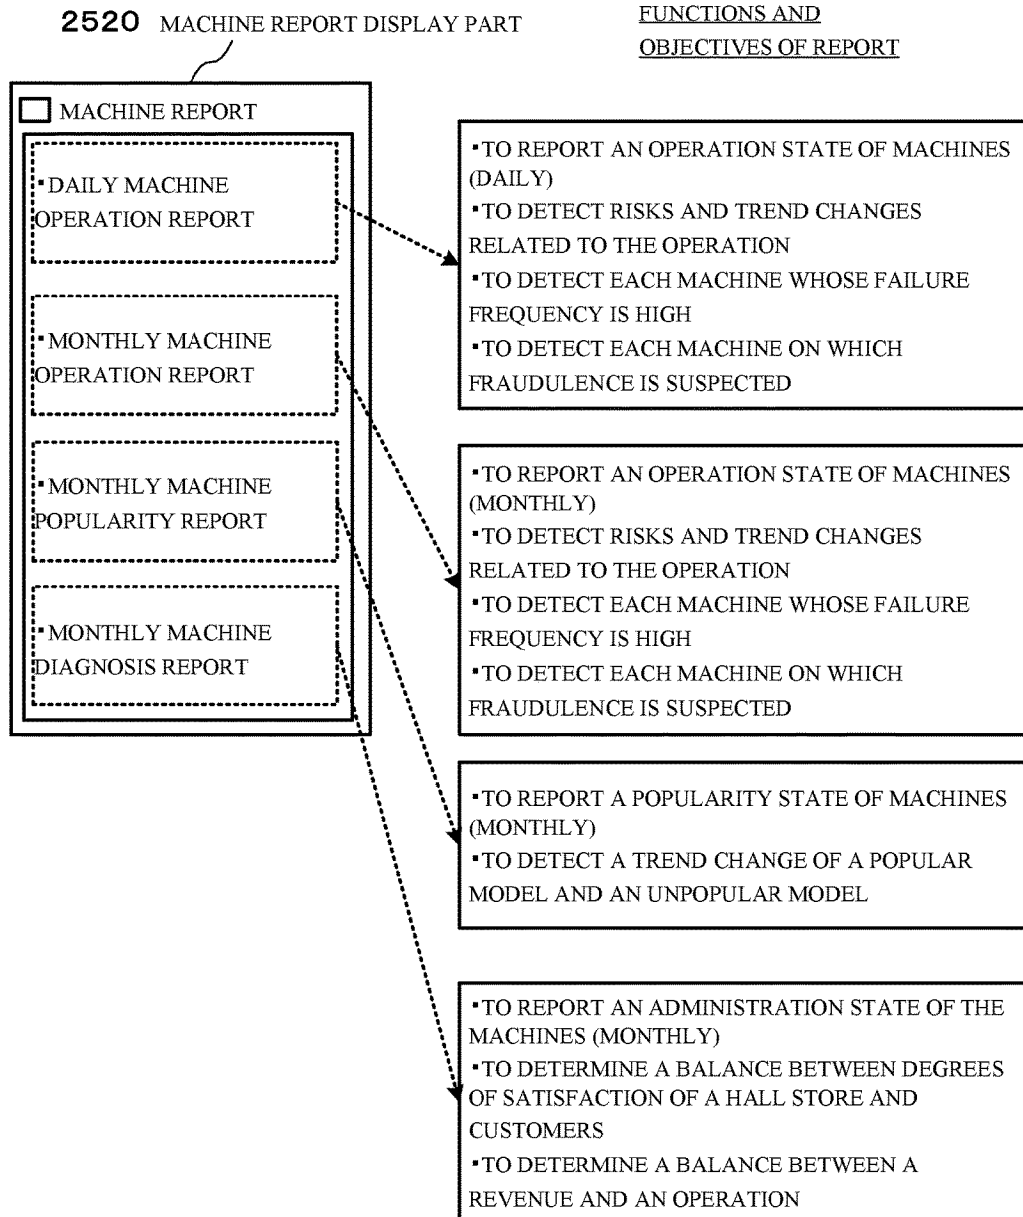 2520 MACHINE REPORT DISPLAY PART
FUNCTIONS AND
OBJECTIVES OF REPORT
MACHINE REPORT
▪DAILY MACHINE
OPERATION REPORT
▪MONTHLY MACHINE
OPERATION REPORT
▪MONTHLY MACHINE
POPULARITY REPORT
▪MONTHLY MACHINE
DIAGNOSIS REPORT
▪TO REPORT AN OPERATION STATE OF MACHINES
(DAILY)
▪TO DETECT RISKS AND TREND CHANGES
RELATED TO THE OPERATION
▪TO DETECT EACH MACHINE WHOSE FAILURE
FREQUENCY IS HIGH
▪TO DETECT EACH MACHINE ON WHICH
FRAUDULENCE IS SUSPECTED
▪TO REPORT AN OPERATION STATE OF MACHINES
(MONTHLY)
▪TO DETECT RISKS AND TREND CHANGES
RELATED TO THE OPERATION
▪TO DETECT EACH MACHINE WHOSE FAILURE
FREQUENCY IS HIGH
▪TO DETECT EACH MACHINE ON WHICH
FRAUDULENCE IS SUSPECTED
▪TO REPORT A POPULARITY STATE OF MACHINES
(MONTHLY)
▪TO DETECT A TREND CHANGE OF A POPULAR
MODEL AND AN UNPOPULAR MODEL
▪TO REPORT AN ADMINISTRATION STATE OF THE
MACHINES (MONTHLY)
▪TO DETERMINE A BALANCE BETWEEN DEGREES
OF SATISFACTION OF A HALL STORE AND
CUSTOMERS
▪TO DETERMINE A BALANCE BETWEEN A
REVENUE AND AN OPERATION